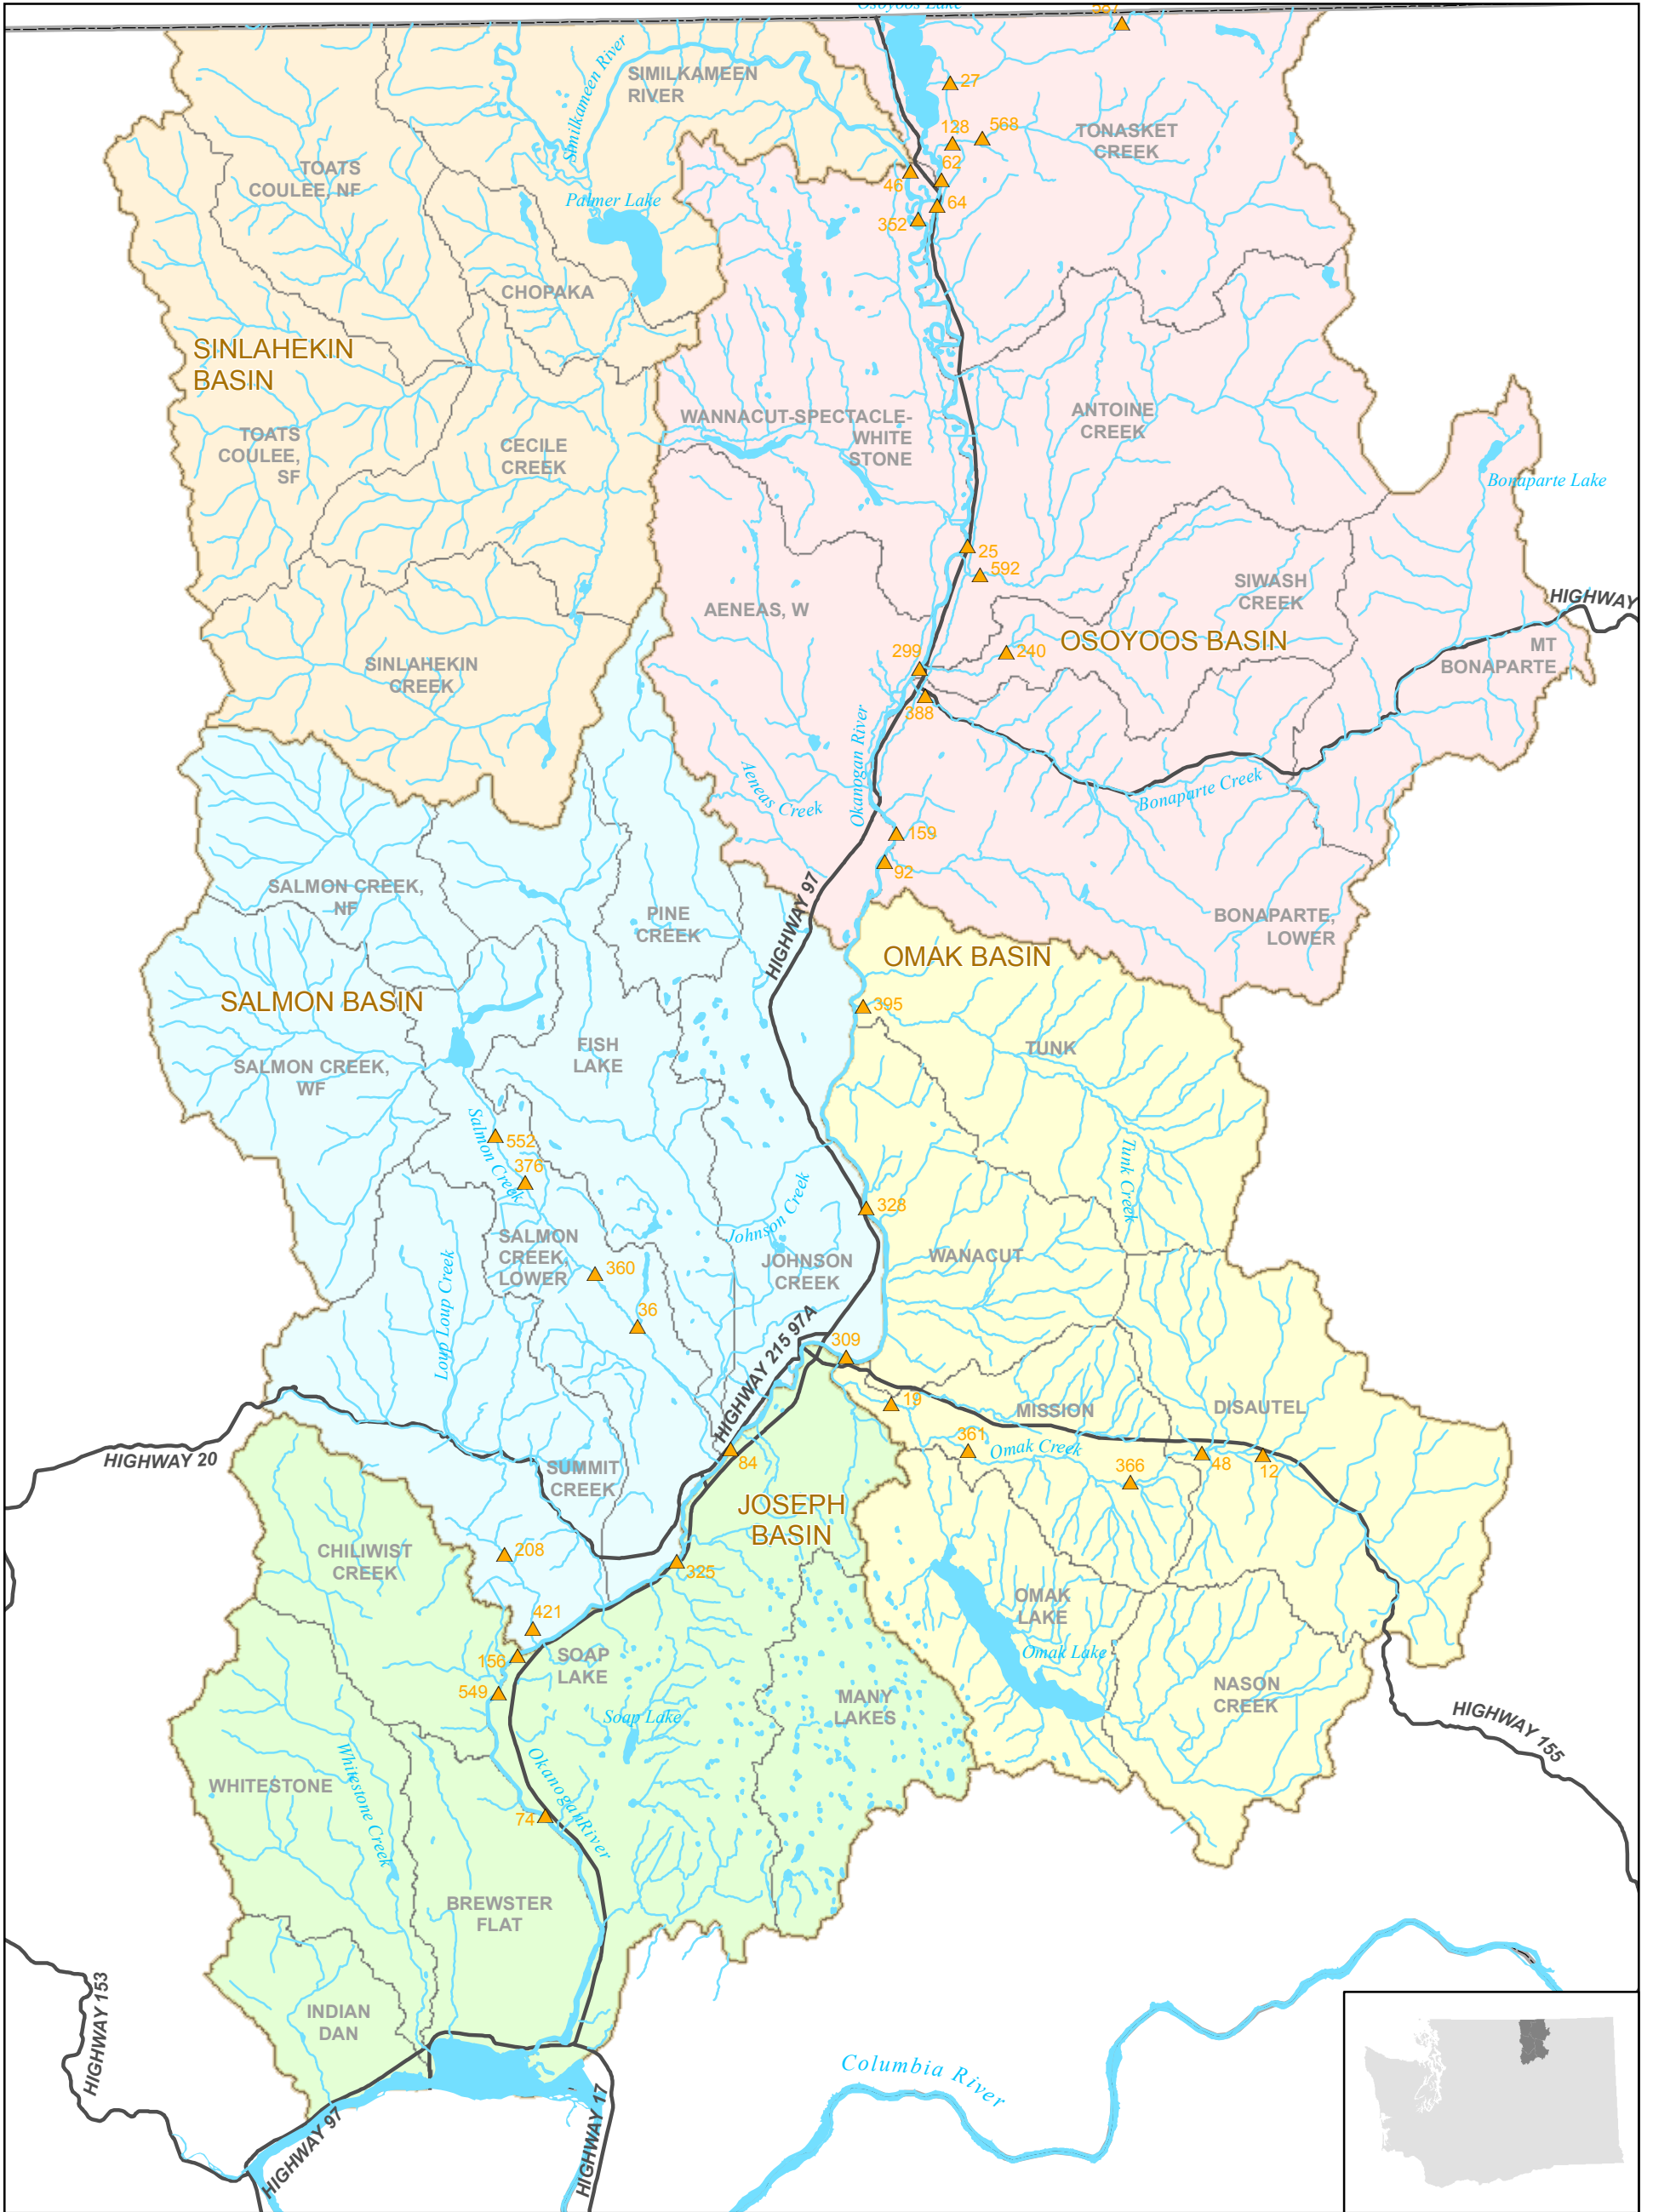 Osoyoos Lake
567
27
128
568
62
46
64
352
SIMILKAMEEN
RIVER
Similkameen River
TONASKET
CREEK
TOATS
COULEE, NF
Palmer Lake
CHOPAKA
SINLAHEKIN
BASIN
TOATS
COULEE,
SF
CECILE
CREEK
WANNACUT-SPECTACLE-
WHITE
STONE
ANTOINE
CREEK
Bonaparte Lake
25
592
AENEAS, W
SIWASH
CREEK
HIGHWAY
OSOYOOS BASIN
MT
BONAPARTE
299
240
388
SINLAHEKIN
CREEK
Okanogan River
Aeneas Creek
Bonaparte Creek
159
92
HIGHWAY 97
SALMON CREEK,
NF
PINE
CREEK
BONAPARTE,
LOWER
OMAK BASIN
SALMON BASIN
395
FISH
LAKE
TUNK
SALMON CREEK,
WF
Salmon Creek
552
376
Tunk Creek
328
Johnson Creek
SALMON
CREEK,
LOWER
JOHNSON
CREEK
WANACUT
360
36
Loup Loup Creek
HIGHWAY 215 97A
309
19
MISSION
DISAUTEL
361
Omak Creek
366
48
12
HIGHWAY 20
SUMMIT
CREEK
84
JOSEPH
BASIN
CHILIWIST
CREEK
208
325
421
OMAK
LAKE
Omak Lake
156
SOAP
LAKE
549
Soap Lake
MANY
LAKES
NASON
CREEK
HIGHWAY 155
WHITESTONE
Whitestone Creek
OkanoganRiver
74
BREWSTER
FLAT
INDIAN
DAN
HIGHWAY 153
Columbia River
HIGHWAY 97
HIGHWAY 17